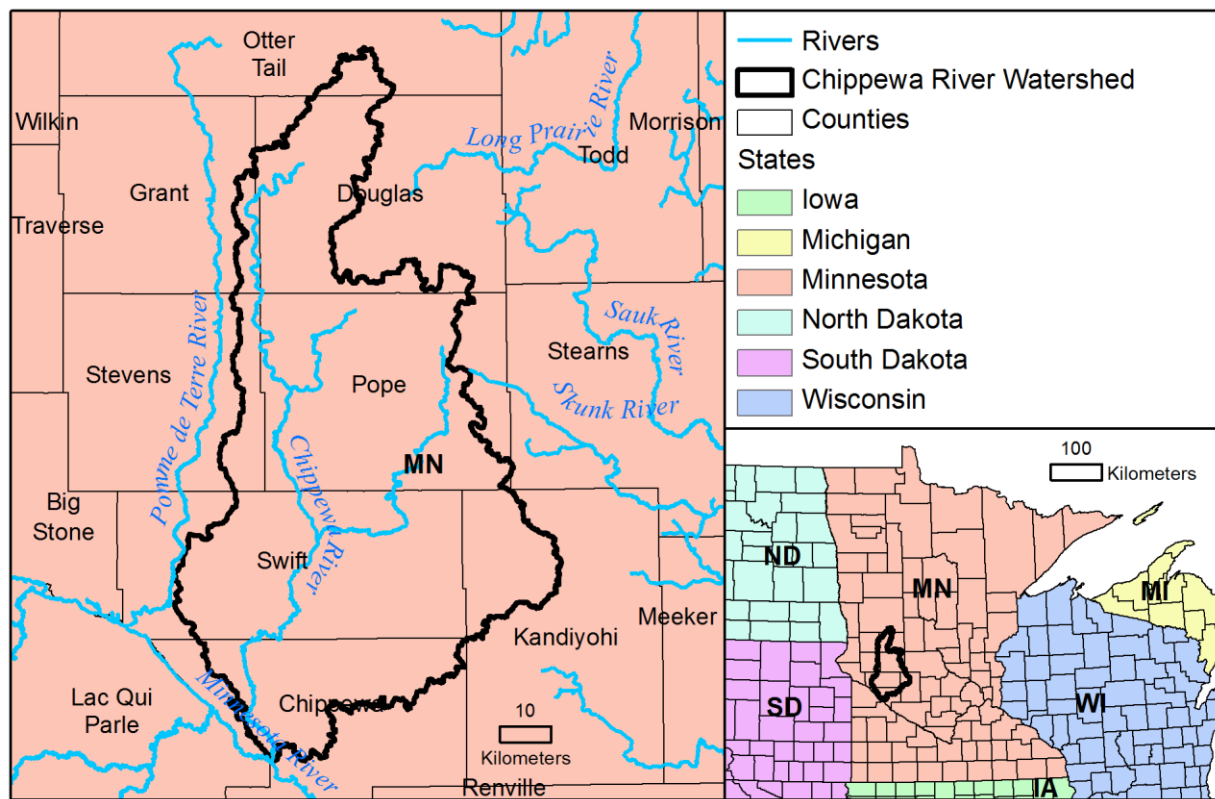 Otter
Tail
Wilkin
Long Prairie River
Morrison
Todd
Grant
Douglas
Traverse
Pomme de Terre River
Sauk River
Stearns
Stevens
Pope
Skunk River
Chippewa River
MN
Big
Stone
Swift
Meeker
Kandiyohi
Lac Qui
Parle
Minnesota River
Chippewa
10
Kilometers
Renville
Rivers
Chippewa River Watershed
Counties
States
Iowa
Michigan
Minnesota
North Dakota
South Dakota
Wisconsin
100
Kilometers
ND
MN
MI
SD
WI
IA